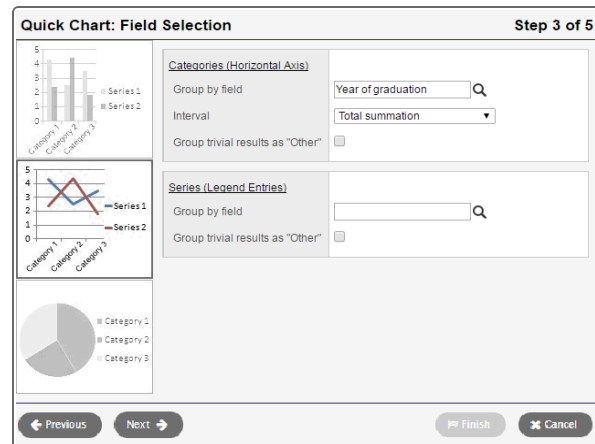 Quick Chart: Field Selection
Step 3 of 5
5
4
3
2
1
0
Category 1
Category 2
Category 3
Series 1
Series 2
5
4
3
2
1
0
Category 1
Category 2
Category 3
Series 1
Series 2
Category 1
Category 2
Category 3
Categories (Horizontal Axis)
Group by field
Year of graduation
Interval
Total summation
Group trivial results as "Other"
Series (Legend Entries)
Group by field
Group trivial results as "Other"
Previous
Next
Finish
Cancel